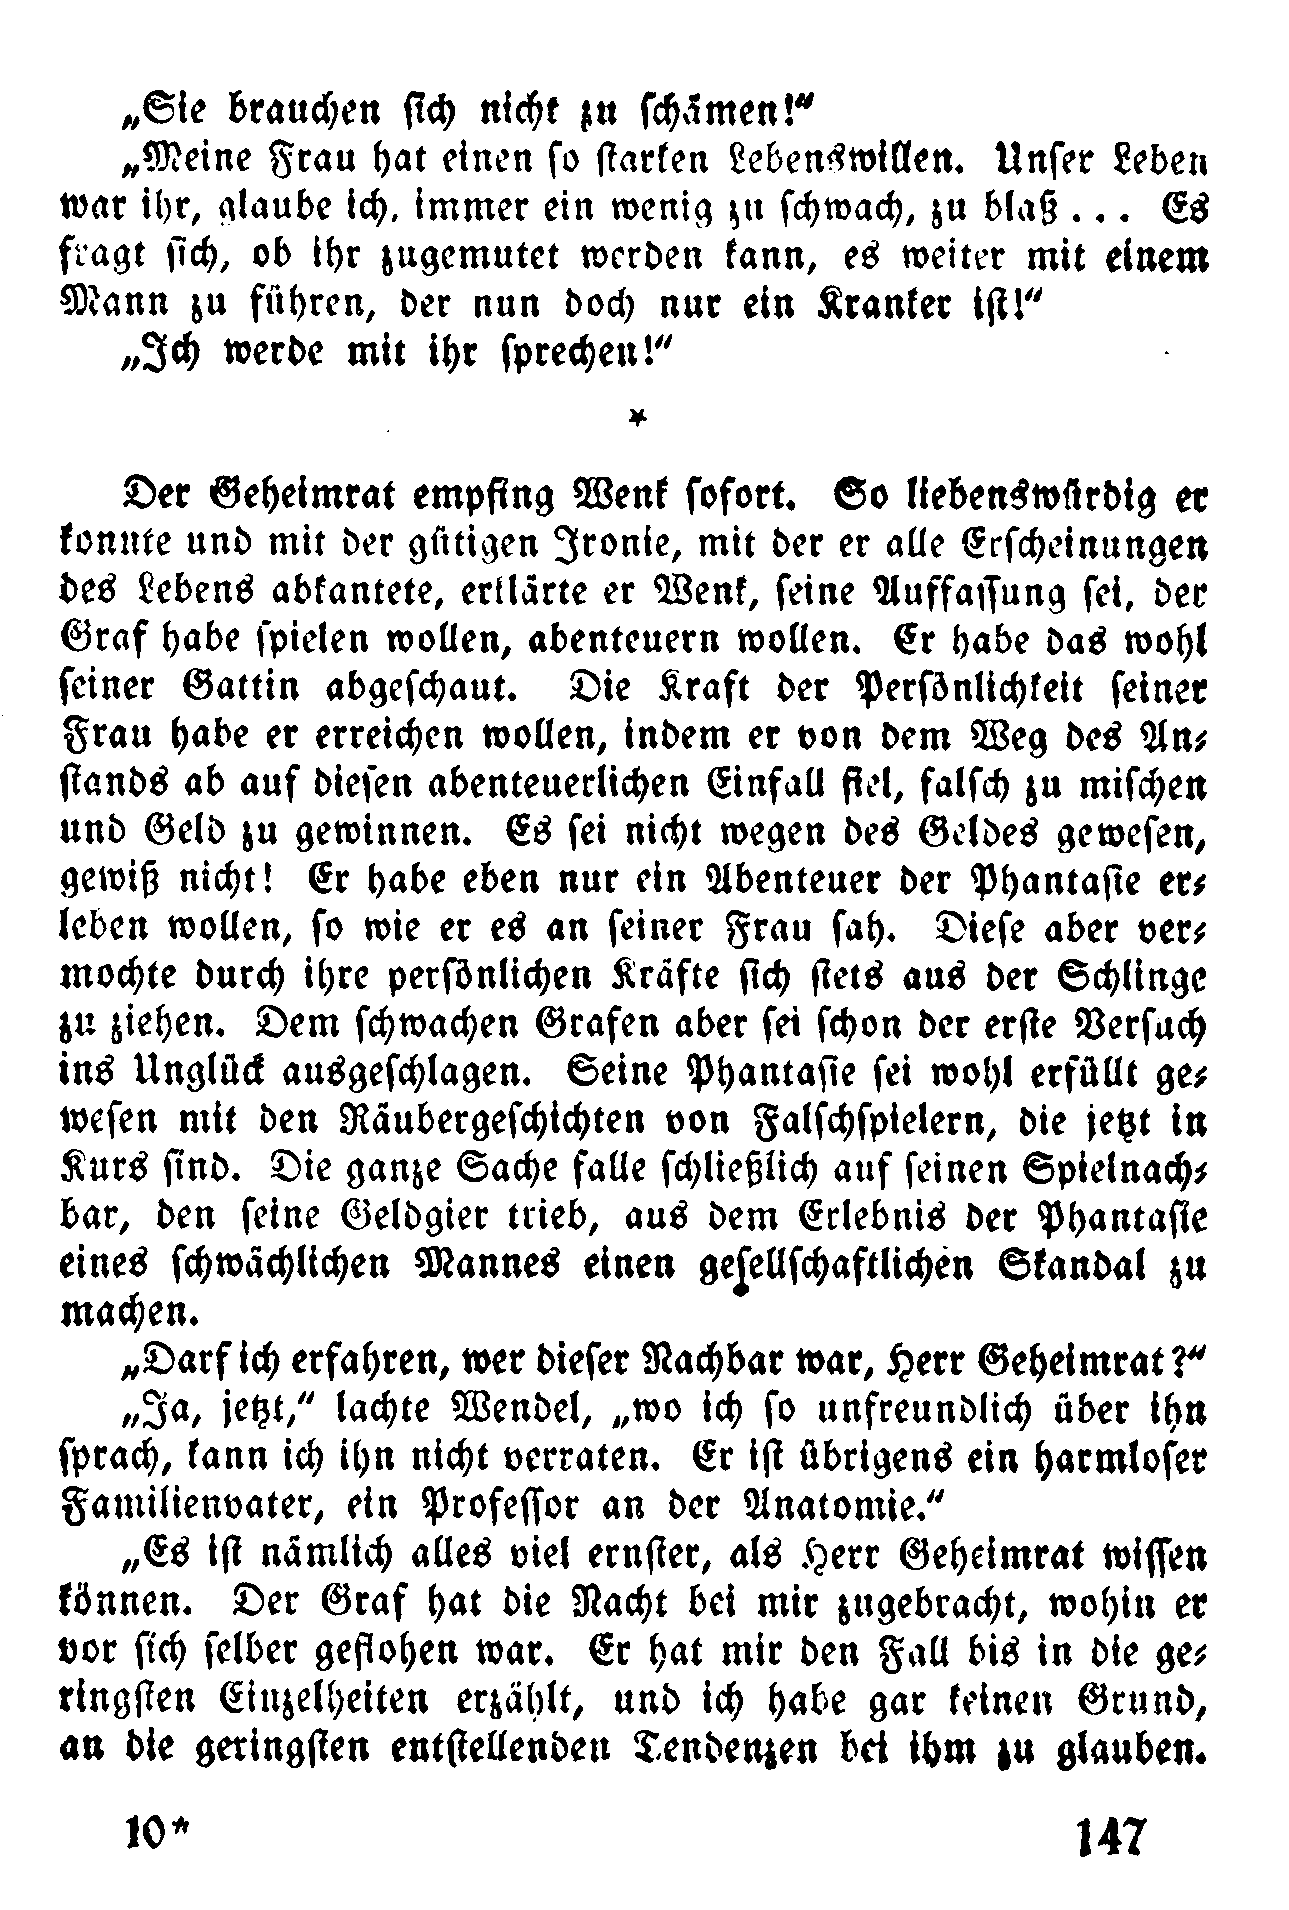 „Sie brauchen sich nicht zu schämen!“
„Meine Frau hat einen so starken Lebenswillen. Unser Leben
war ihr, glaube ich, immer ein wenig zu schwach, zu blaß ... Es
fragt sich, ob ihr zugemutet werden kann, es weiter mit einem
Mann zu führen, der nun doch nur ein Kranker ist!“
„Ich werde mit ihr sprechen!“
*
Der Geheimrat empfing Wenk sofort. So liebenswürdig er
konnte und mit der gütigen Ironie, mit der er alle Erscheinungen
des Lebens abkantete, erklärte er Wenk, seine Auffassung sei, der
Graf habe spielen wollen, abenteuern wollen. Er habe das wohl
seiner Gattin abgeschaut. Die Kraft der Persönlichkeit seiner
Frau habe er erreichen wollen, indem er von dem Weg des An-
stands ab auf diesen abenteuerlichen Einfall fiel, falsch zu mischen
und Geld zu gewinnen. Es sei nicht wegen des Geldes gewesen,
gewiß nicht! Er habe eben nur ein Abenteuer der Phantasie er-
leben wollen, so wie er es an seiner Frau sah. Diese aber ver-
mochte durch ihre persönlichen Kräfte sich stets aus der Schlinge
zu ziehen. Dem schwachen Grafen aber sei schon der erste Versuch
ins Unglück ausgeschlagen. Seine Phantasie sei wohl erfüllt ge-
wesen mit den Räubergeschichten von Falschspielern, die jetzt in
Kurs sind. Die ganze Sache falle schließlich auf seinen Spielnach-
bar, den seine Geldgier trieb, aus dem Erlebnis der Phantasie
eines schwächlichen Mannes einen gesellschaftlichen Skandal zu
machen.
„Darf ich erfahren, wer dieser Nachbar war, Herr Geheimrat?“
„Ja, jetzt,“ lachte Wendel, „wo ich so unfreundlich über ihn
sprach, kann ich ihn nicht verraten. Er ist übrigens ein harmloser
Familienvater, ein Professor an der Anatomie.“
„Es ist nämlich alles viel ernster, als Herr Geheimrat wissen
können. Der Graf hat die Nacht bei mir zugebracht, wohin er
vor sich selber geflohen war. Er hat mir den Fall bis in die ge-
ringsten Einzelheiten erzählt, und ich habe gar keinen Grund,
an die geringsten entstellenden Tendenzen bei ihm zu glauben.
10* 147